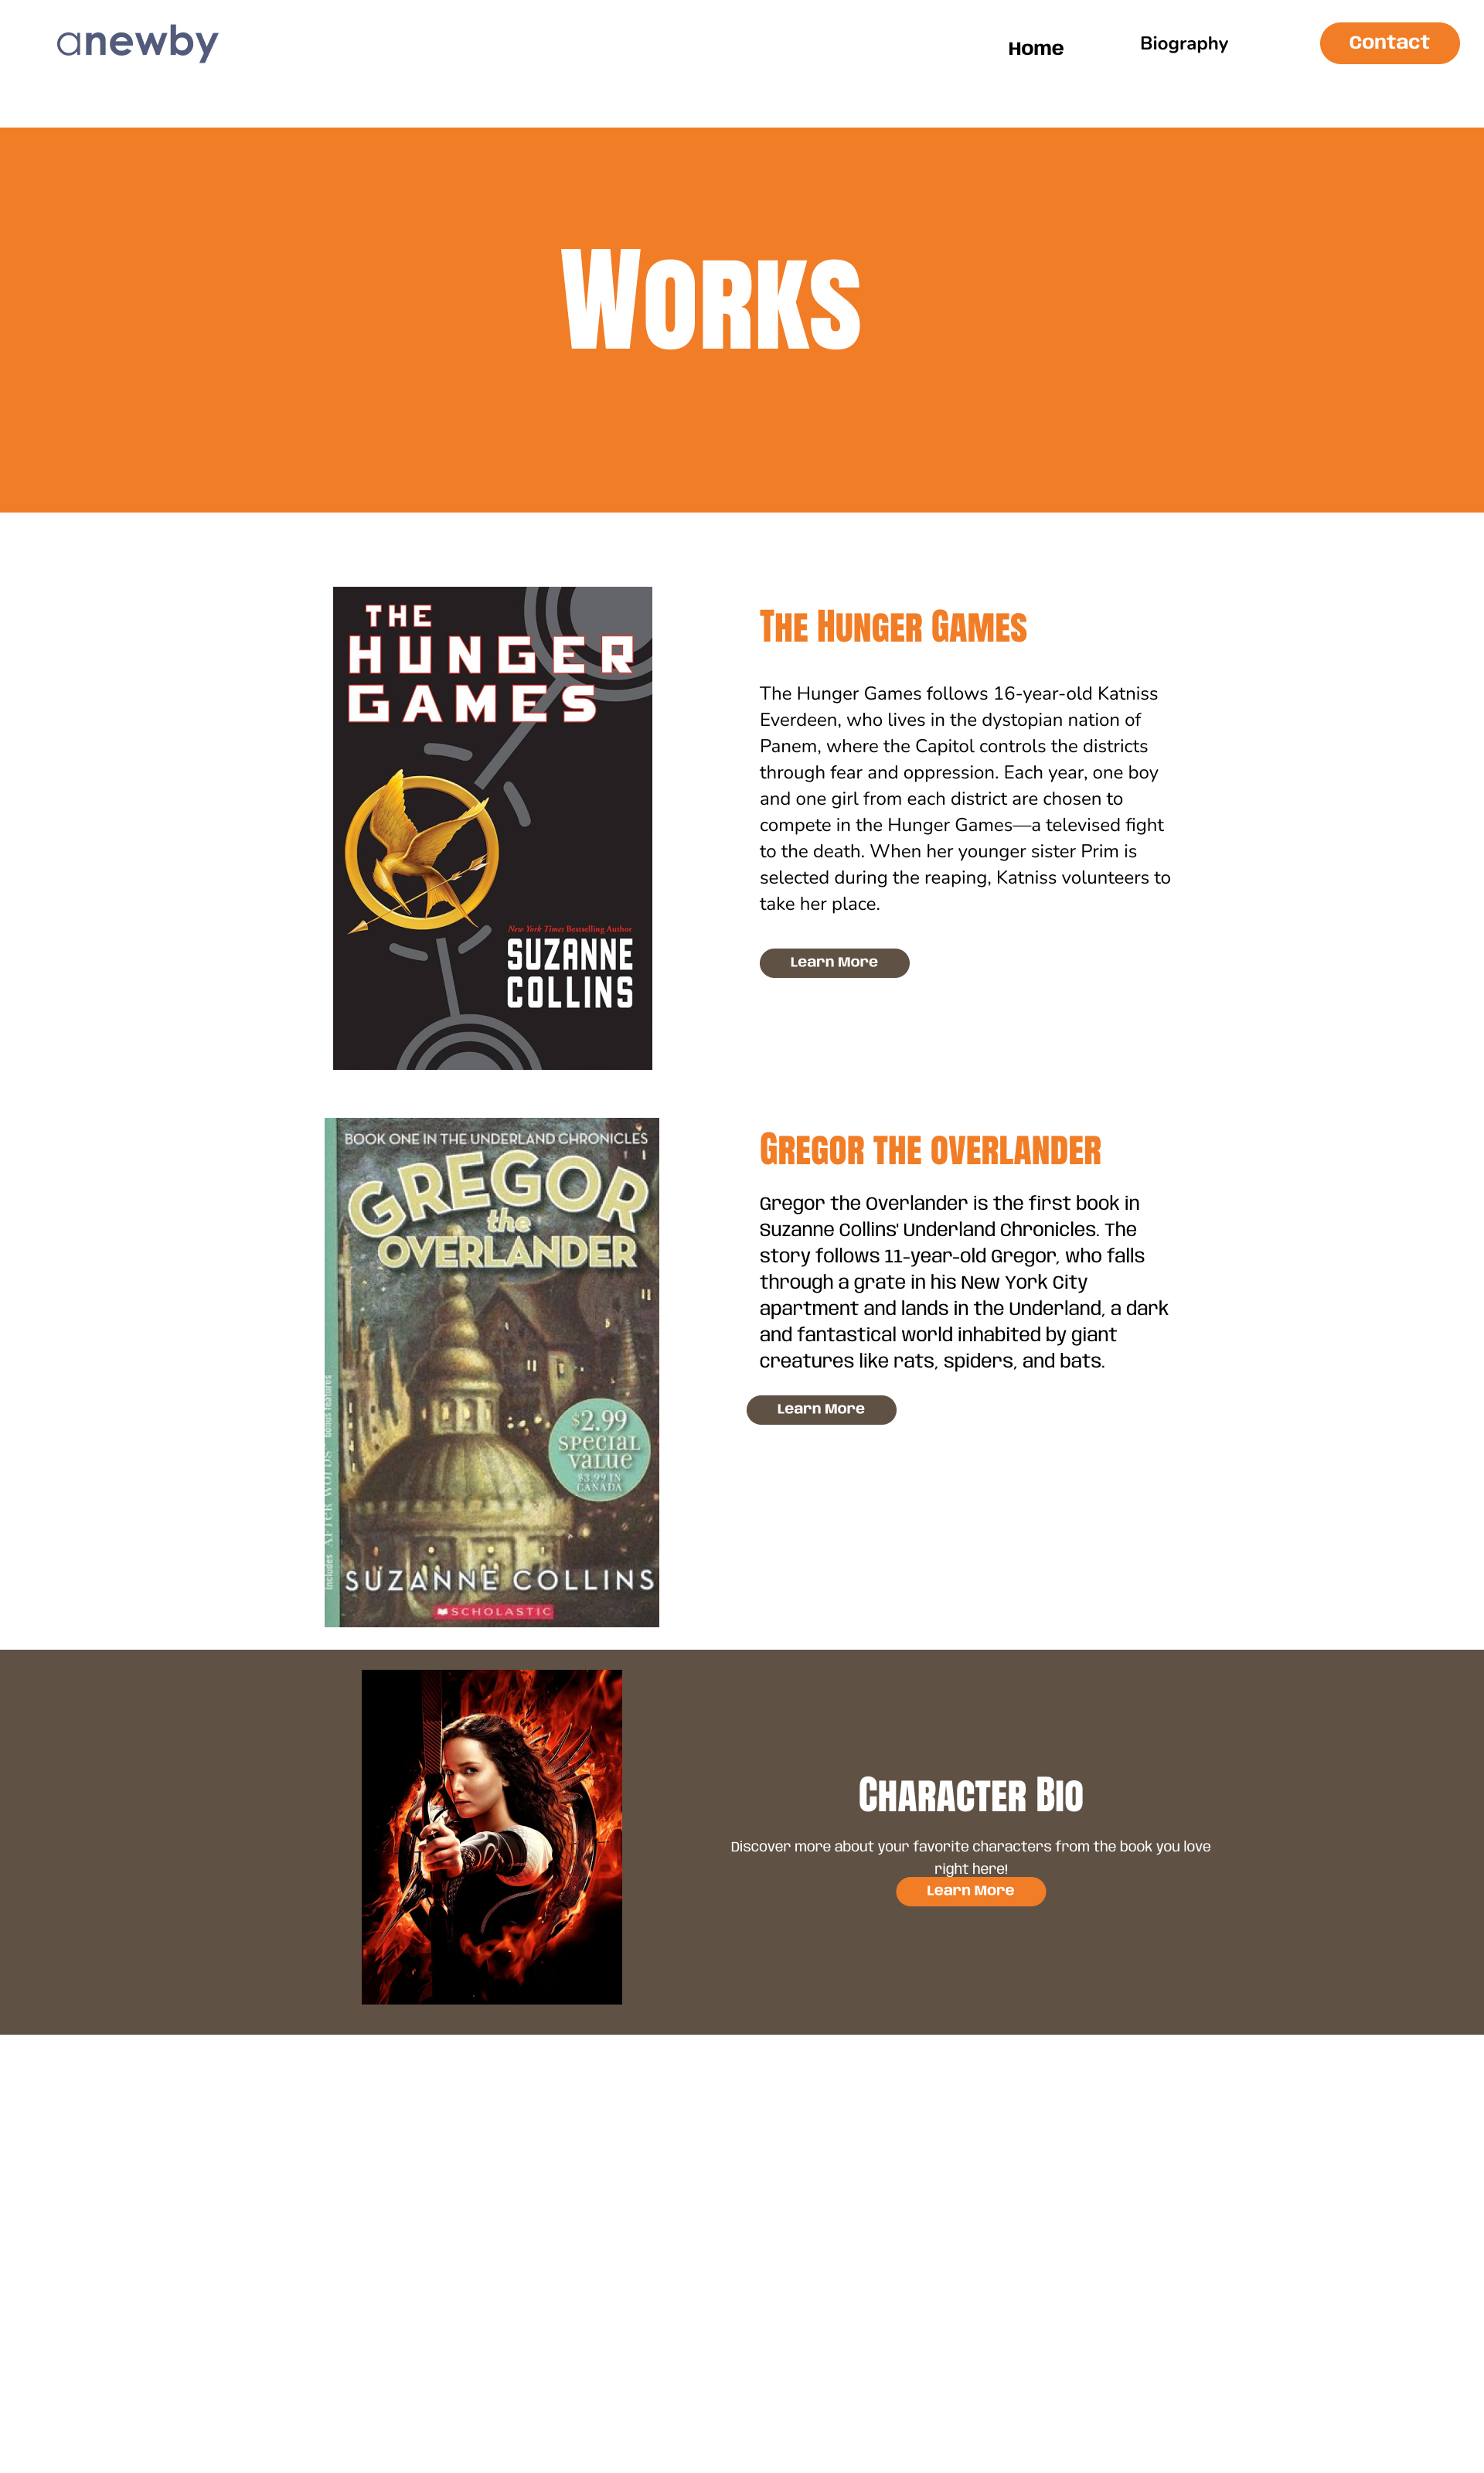 anewby
Home
Biography
Contact
Works
THE
HUNGER
GAMES
New York Times Bestselling Author
SUZANNE
COLLINS
The Hunger Games
The Hunger Games follows 16-year-old Katniss
Everdeen, who lives in the dystopian nation of
Panem, where the Capitol controls the districts
through fear and oppression. Each year, one boy
and one girl from each district are chosen to
compete in the Hunger Games—a televised fight
to the death. When her younger sister Prim is
selected during the reaping, Katniss volunteers to
take her place.
Learn More
BOOK ONE IN THE UNDERLAND CHRONICLES
GREGOR
the
OVERLANDER
$2.99
SPECIAL
VALUE
$3.99 IN
CANADA
includes AFTER WORDS™ bonus features
SUZANNE COLLINS
SCHOLASTIC
Gregor the overlander
Gregor the Overlander is the first book in
Suzanne Collins' Underland Chronicles. The
story follows 11-year-old Gregor, who falls
through a grate in his New York City
apartment and lands in the Underland, a dark
and fantastical world inhabited by giant
creatures like rats, spiders, and bats.
Learn More
Character Bio
Discover more about your favorite characters from the book you love
right here!
Learn More